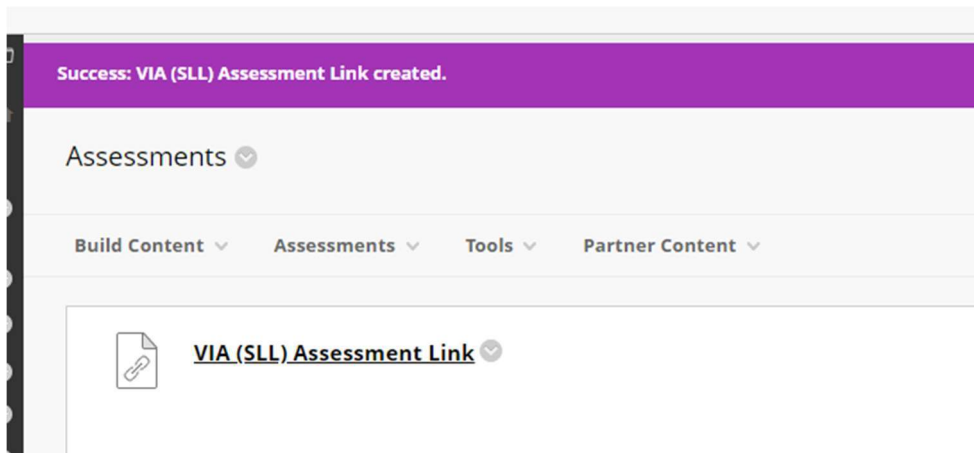 Success: VIA (SLL) Assessment Link created.
Assessments
Build Content Assessments Tools Partner Content
VIA (SLL) Assessment Link